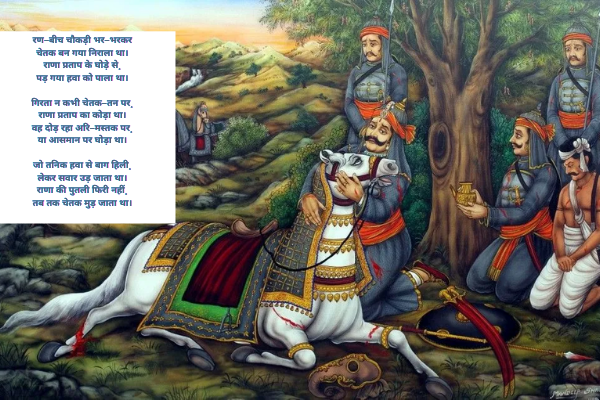 रण–बीच चौकड़ी भर–भरकर
चेतक बन गया निराला था।
राणा प्रताप के घोड़े से,
पड़ गया हवा को पाला था।
गिरता न कभी चेतक–तन पर,
राणा प्रताप का कोड़ा था।
वह दोड़ रहा अरि–मस्तक पर,
या आसमान पर घोड़ा था।
जो तनिक हवा से बाग हिली,
लेकर सवार उड़ जाता था।
राणा की पुतली फिरी नहीं,
तब तक चेतक मुड़ जाता था।